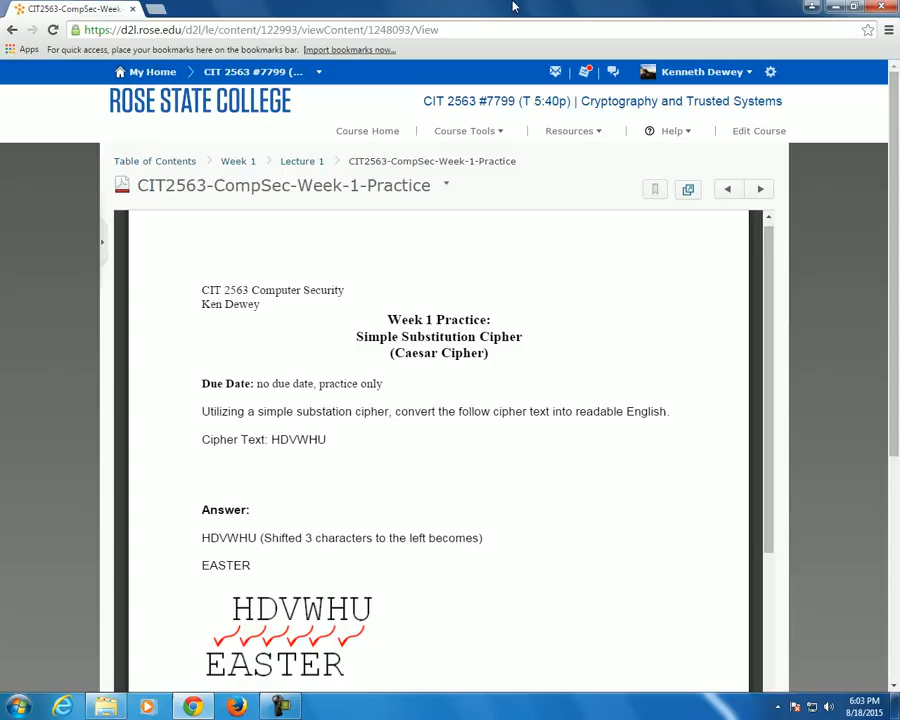 CIT2563-CompSec-Week-
https://d2l.rose.edu/d2l/le/content/122993/viewContent/1248093/View
Apps For quick access, place your bookmarks here on the bookmarks bar. Import bookmarks now...
My Home CIT 2563 #7799 (... Kenneth Dewey
ROSE STATE COLLEGE CIT 2563 #7799 (T 5:40p) | Cryptography and Trusted Systems
Course Home Course Tools Resources Help Edit Course
Table of Contents Week 1 Lecture 1 CIT2563-CompSec-Week-1-Practice
CIT2563-CompSec-Week-1-Practice
CIT 2563 Computer Security
Ken Dewey
Week 1 Practice:
Simple Substitution Cipher
(Caesar Cipher)
Due Date: no due date, practice only
Utilizing a simple substation cipher, convert the follow cipher text into readable English.
Cipher Text: HDVWHU
Answer:
HDVWHU (Shifted 3 characters to the left becomes)
EASTER
HDVWHU
EASTER
6:03 PM
8/18/2015